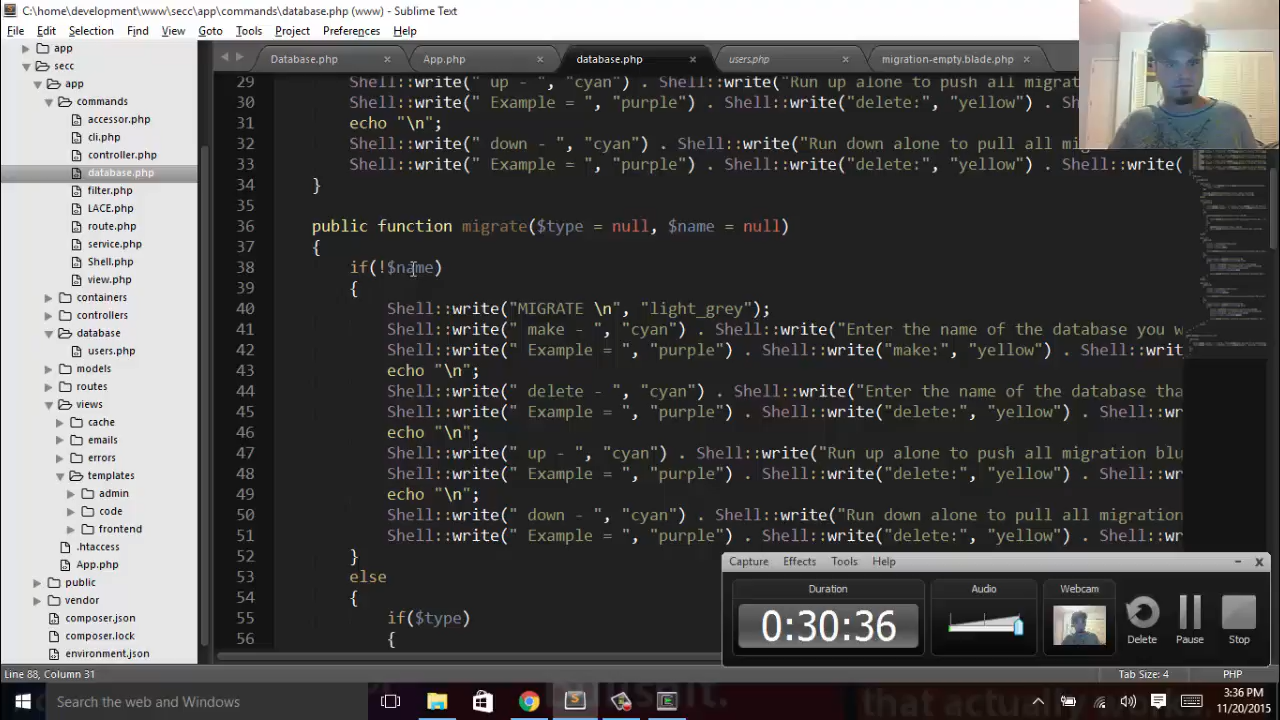 C:\home\development\www\secc\app\commands\database.php (www) - Sublime Text
File Edit Selection Find View Goto Tools Project Preferences Help
app
secc
app
commands
accessor.php
cli.php
controller.php
database.php
filter.php
LACE.php
route.php
service.php
Shell.php
view.php
containers
controllers
database
users.php
models
routes
views
cache
emails
errors
templates
admin
code
frontend
.htaccess
App.php
public
vendor
composer.json
composer.lock
environment.json
Database.php × App.php × database.php × users.php × migration-empty.blade.php ×
29 Shell::write(" up - ", "cyan") . Shell::write("Run up alone to push all migra
30 Shell::write(" Example = ", "purple") . Shell::write("delete:", "yellow") .
31 echo "\n";
32 Shell::write(" down - ", "cyan") . Shell::write("Run down alone to pull all mig
33 Shell::write(" Example = ", "purple") . Shell::write("delete:", "yellow") . Shell::write(
34 }
35
36 public function migrate($type = null, $name = null)
37 {
38 if(!$name)
39 {
40 Shell::write("MIGRATE \n", "light_grey");
41 Shell::write(" make - ", "cyan") . Shell::write("Enter the name of the database you w
42 Shell::write(" Example = ", "purple") . Shell::write("make:", "yellow") . Shell::writ
43 echo "\n";
44 Shell::write(" delete - ", "cyan") . Shell::write("Enter the name of the database tha
45 Shell::write(" Example = ", "purple") . Shell::write("delete:", "yellow") . Shell::wr
46 echo "\n";
47 Shell::write(" up - ", "cyan") . Shell::write("Run up alone to push all migration blu
48 Shell::write(" Example = ", "purple") . Shell::write("delete:", "yellow") . Shell::wr
49 echo "\n";
50 Shell::write(" down - ", "cyan") . Shell::write("Run down alone to pull all migration
51 Shell::write(" Example = ", "purple") . Shell::write("delete:", "yellow") . Shell::wr
52 }
53 else
54 {
55 if($type)
56 {
Capture Effects Tools Help
Duration Audio Webcam
0:30:36
Delete Pause Stop
Line 88, Column 31 Tab Size: 4 PHP
Search the web and Windows
3:36 PM
11/20/2015